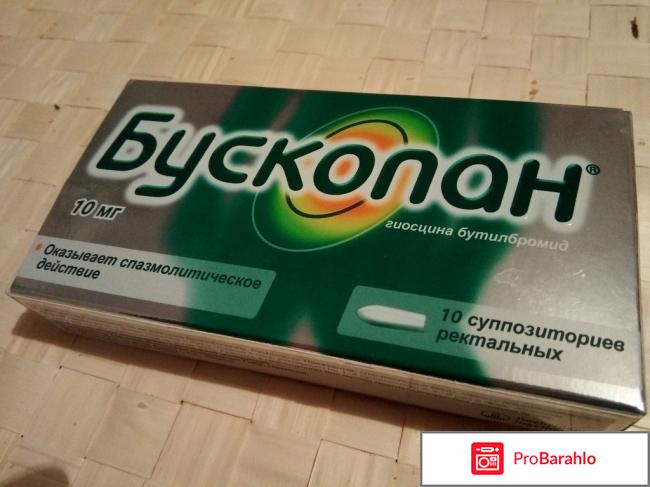 Бускопан®
10 мг
гиосцина бутилбромид
Оказывает спазмолитическое
действие
10 суппозиториев
ректальных
ProBarahlo